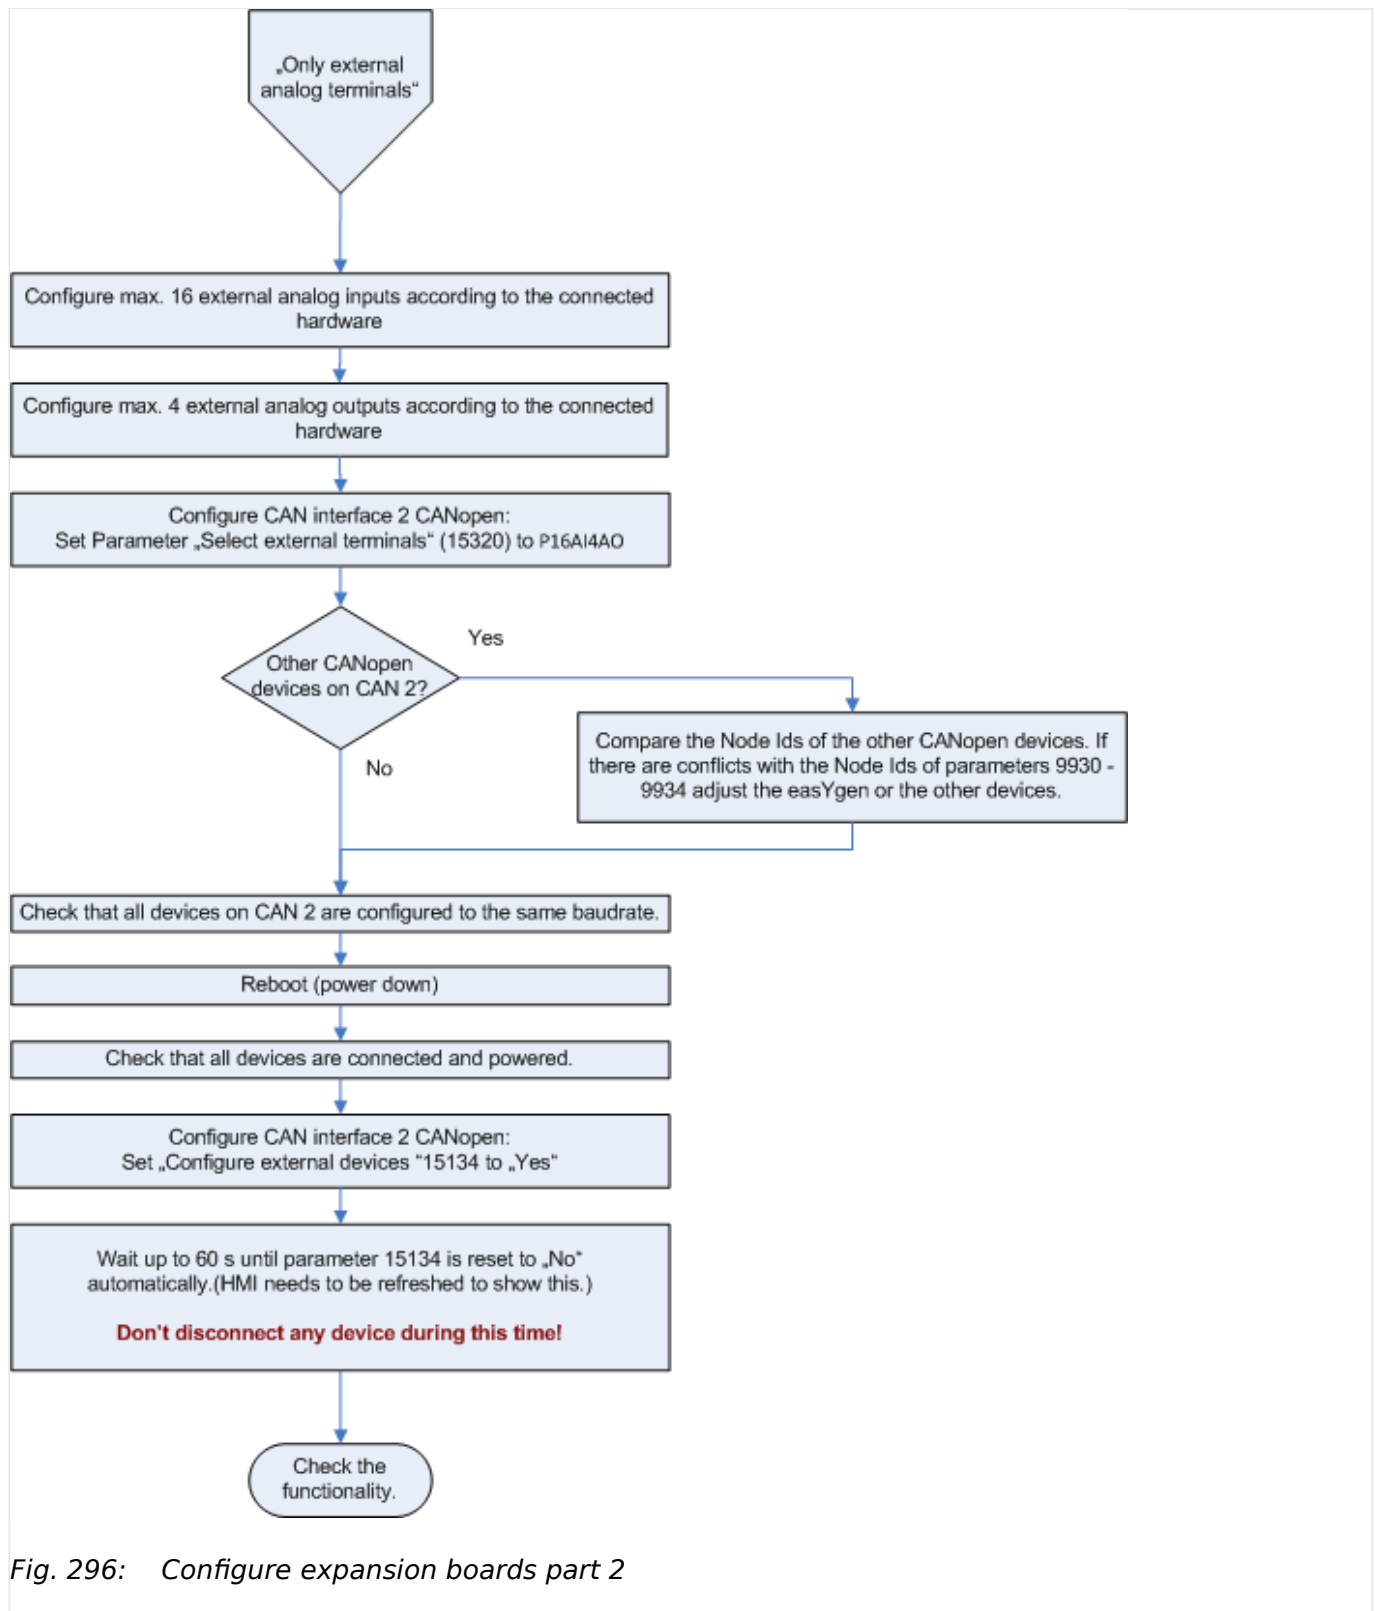 „Only external
analog terminals“
Configure max. 16 external analog inputs according to the connected
hardware
Configure max. 4 external analog outputs according to the connected
hardware
Configure CAN interface 2 CANopen:
Set Parameter „Select external terminals“ (15320) to P16AI4AO
Other CANopen
devices on CAN 2?
Yes
No
Compare the Node Ids of the other CANopen devices. If
there are conflicts with the Node Ids of parameters 9930 -
9934 adjust the easYgen or the other devices.
Check that all devices on CAN 2 are configured to the same baudrate.
Reboot (power down)
Check that all devices are connected and powered.
Configure CAN interface 2 CANopen:
Set „Configure external devices “15134 to „Yes“
Wait up to 60 s until parameter 15134 is reset to „No“
automatically.(HMI needs to be refreshed to show this.)
Don't disconnect any device during this time!
Check the
functionality.
Fig. 296: Configure expansion boards part 2